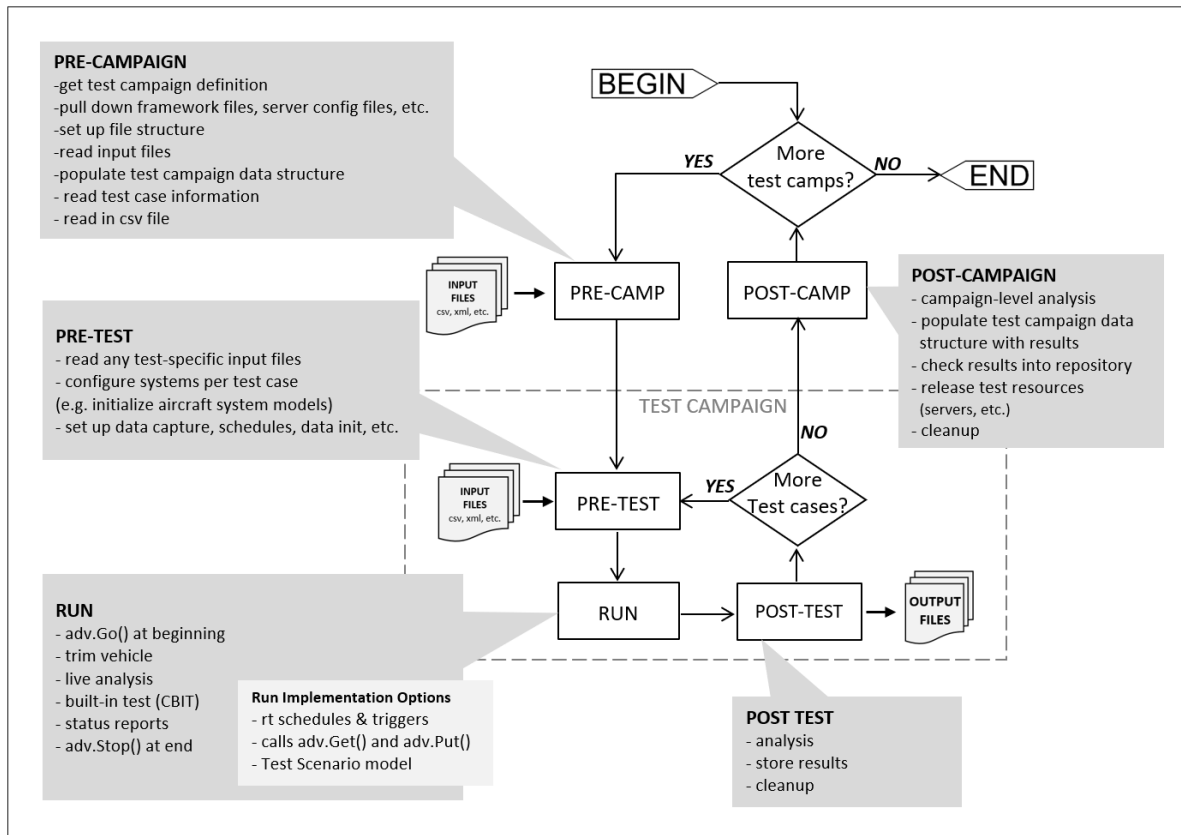 PRE-CAMPAIGN
-get test campaign definition
-pull down framework files, server config files, etc.
-set up file structure
-read input files
-populate test campaign data structure
- read test case information
- read in csv file
BEGIN
More
test camps?
YES
NO
END
INPUT
FILES
csv, xml, etc.
PRE-CAMP
POST-CAMP
POST-CAMPAIGN
- campaign-level analysis
- populate test campaign data
structure with results
- check results into repository
- release test resources
(servers, etc.)
- cleanup
PRE-TEST
- read any test-specific input files
- configure systems per test case
(e.g. initialize aircraft system models)
- set up data capture, schedules, data init, etc.
TEST CAMPAIGN
NO
More
Test cases?
YES
INPUT
FILES
csv, xml, etc.
PRE-TEST
RUN
POST-TEST
OUTPUT
FILES
RUN
- adv.Go() at beginning
- trim vehicle
- live analysis
- built-in test (CBIT)
- status reports
- adv.Stop() at end
Run Implementation Options
- rt schedules & triggers
- calls adv.Get() and adv.Put()
- Test Scenario model
POST TEST
- analysis
- store results
- cleanup